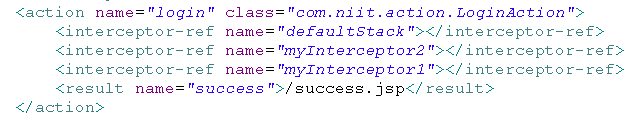 <action name="login" class="com.niit.action.LoginAction">
    <interceptor-ref name="defaultStack"></interceptor-ref>
    <interceptor-ref name="myInterceptor2"></interceptor-ref>
    <interceptor-ref name="myInterceptor1"></interceptor-ref>
    <result name="success">/success.jsp</result>
</action>